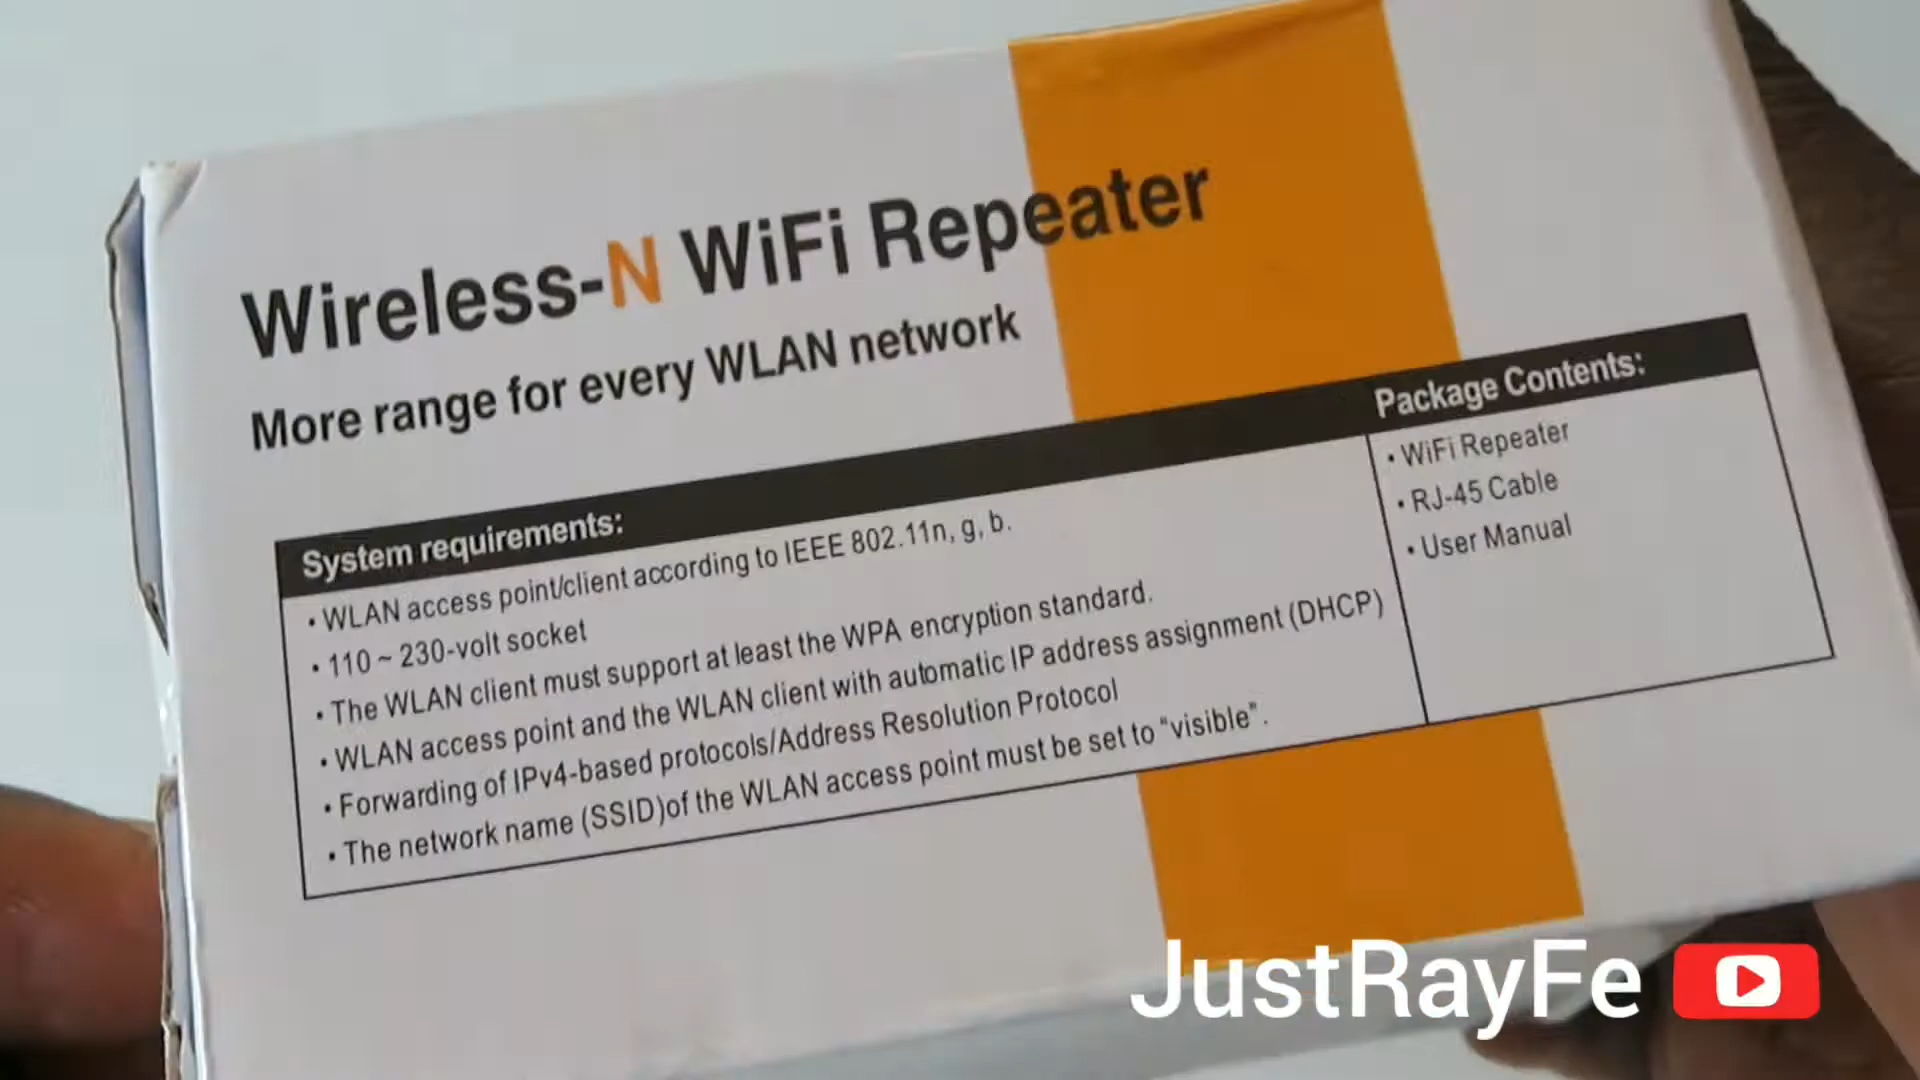 Wireless-N WiFi Repeater
More range for every WLAN network
System requirements:
• WLAN access point/client according to IEEE 802.11n, g, b.
• 110 ~ 230-volt socket
• The WLAN client must support at least the WPA encryption standard.
• WLAN access point and the WLAN client with automatic IP address assignment (DHCP)
• Forwarding of IPv4-based protocols/Address Resolution Protocol
• The network name (SSID)of the WLAN access point must be set to “visible”.
Package Contents:
• WiFi Repeater
• RJ-45 Cable
• User Manual
JustRayFe